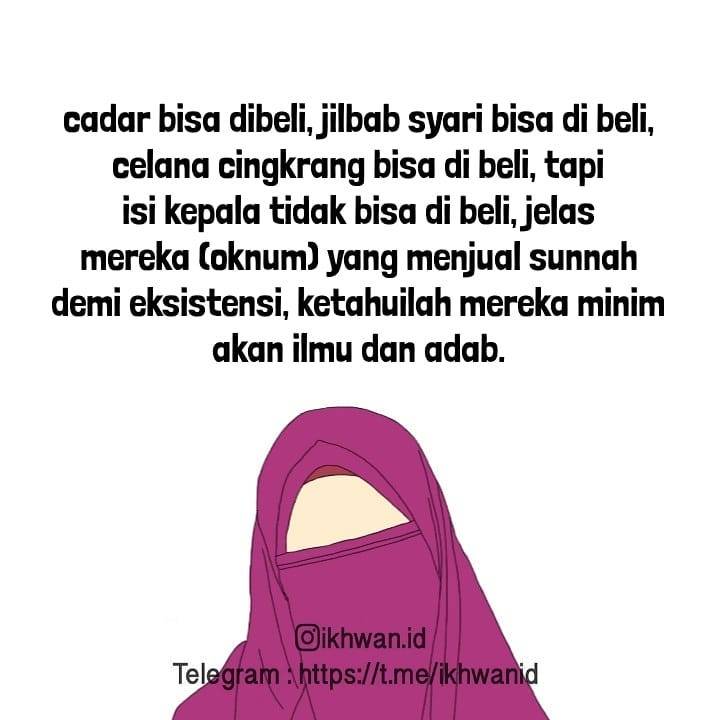 cadar bisa dibeli, jilbab syari bisa di beli,
celana cingkrang bisa di beli, tapi
isi kepala tidak bisa di beli, jelas
mereka (oknum) yang menjual sunnah
demi eksistensi, ketahuilah mereka minim
akan ilmu dan adab.
ikhwan.id
Telegram : https://t.me/ikhwanid